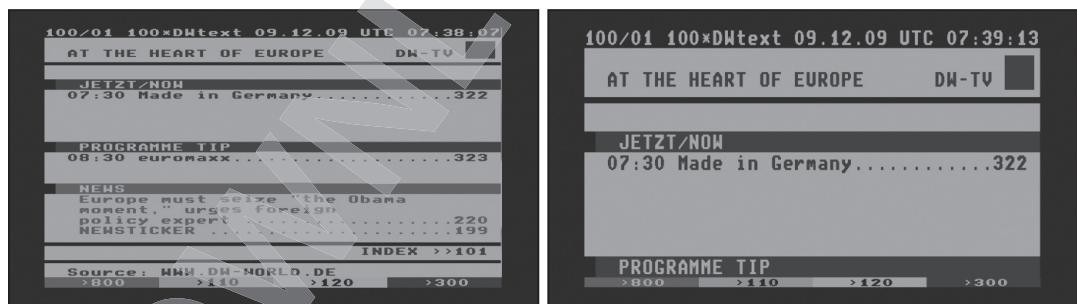 100/01 100×DWtext 09.12.09 UTC 07:38:07
AT THE HEART OF EUROPE DW-TV
JETZT/NOW
07:30 Made in Germany............322
PROGRAMME TIP
08:30 euromaxx....................323
NEWS
Europe must seize "the Obama
moment," urges foreign
policy expert ....................220
NEWSTICKER ......................199
INDEX >>101
Source: WWW.DW-WORLD.DE
>800 >110 >120 >300
100/01 100×DWtext 09.12.09 UTC 07:39:13
AT THE HEART OF EUROPE DW-TV
JETZT/NOW
07:30 Made in Germany............322
PROGRAMME TIP
>800 >110 >120 >300